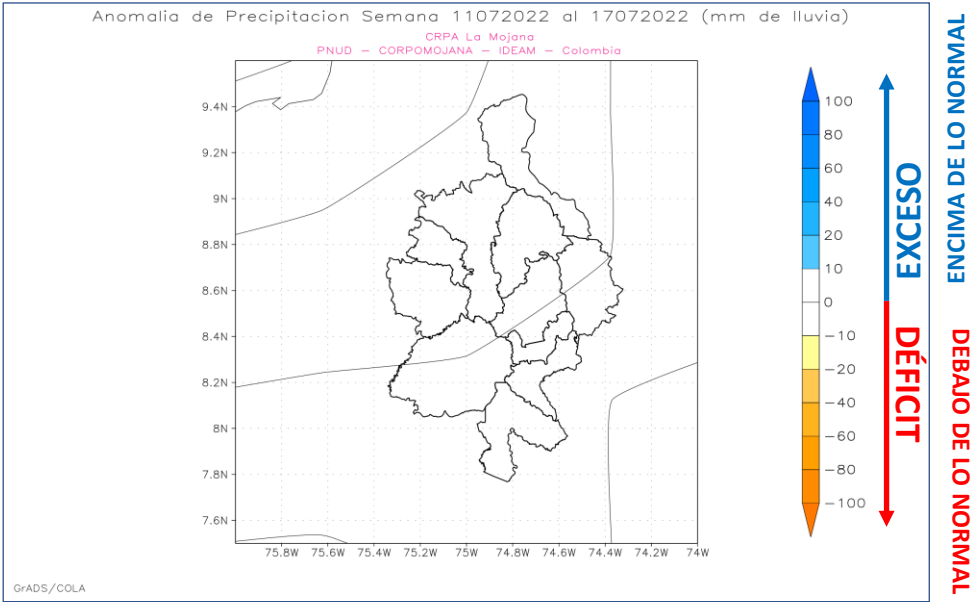 Anomalia de Precipitacion Semana 11072022 al 17072022 (mm de lluvia)
CRPA La Mojana
PNUD – CORPOMOJANA – IDEAM – Colombia
9.4N
9.2N
9N
8.8N
8.6N
8.4N
8.2N
8N
7.8N
7.6N
75.8W 75.6W 75.4W 75.2W 75W 74.8W 74.6W 74.4W 74.2W 74W
100
80
60
40
20
10
0
−10
−20
−40
−60
−80
−100
EXCESO
DÉFICIT
ENCIMA DE LO NORMAL
DEBAJO DE LO NORMAL
GrADS/COLA